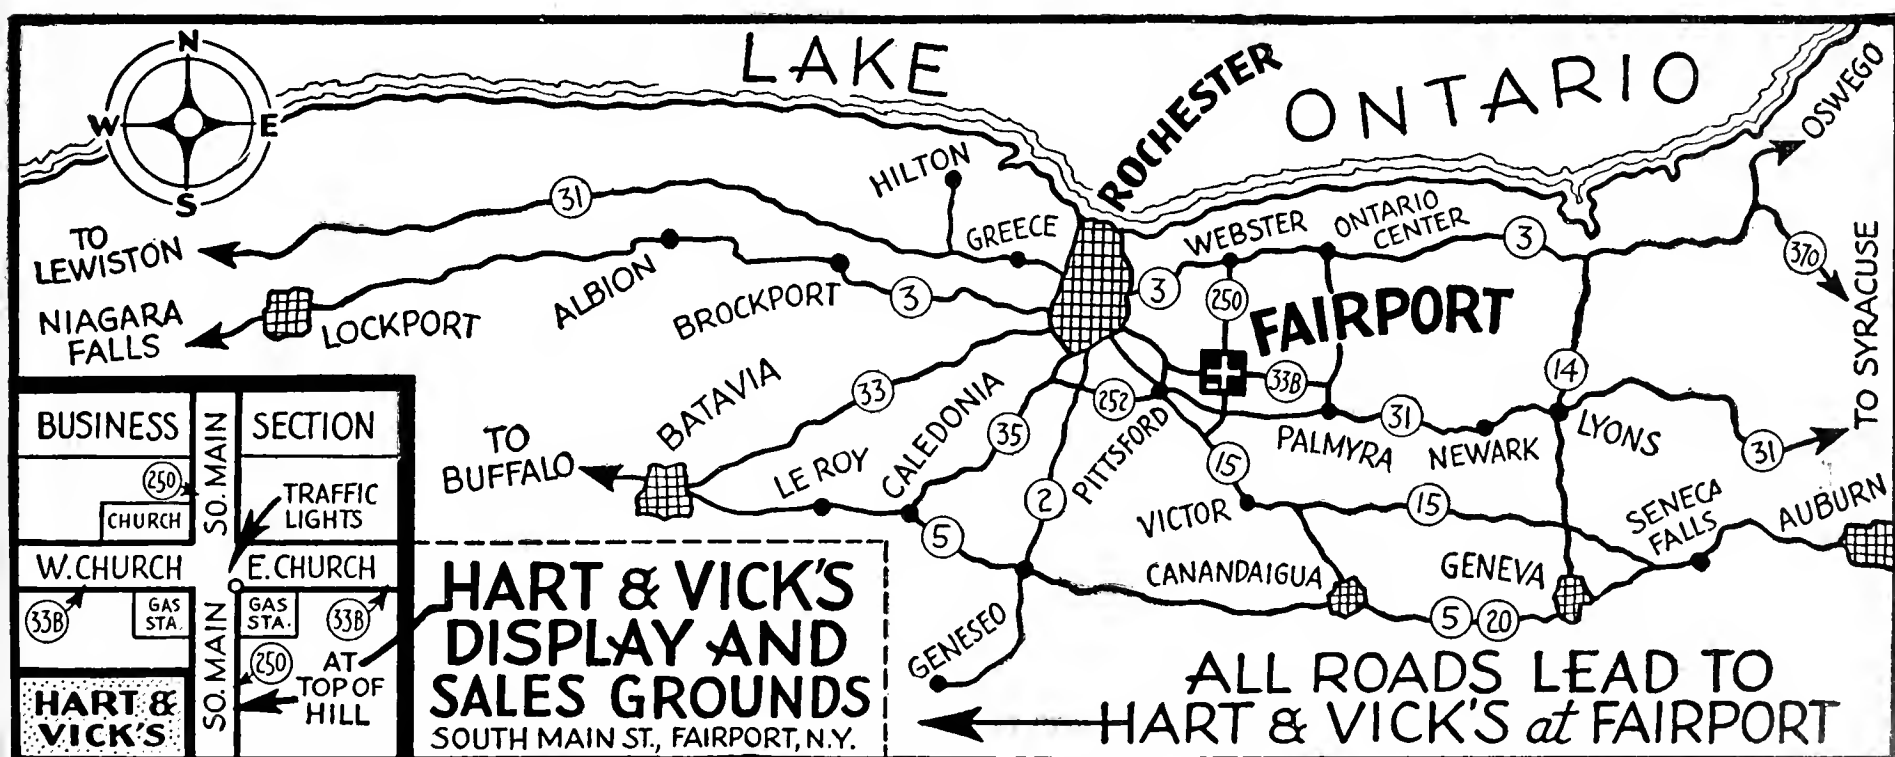 LAKE
ONTARIO
N
W
E
S
ROCHESTER
OSWEGO
HILTON
31
GREECE
WEBSTER
ONTARIO
CENTER
3
370
TO
LEWISTON
TO SYRACUSE
ALBION
BROCKPORT
3
3
250
FAIRPORT
NIAGARA
FALLS
LOCKPORT
33B
14
BATAVIA
33
CALEDONIA
252
35
PITTSFORD
PALMYRA
31
NEWARK
LYONS
31
TO
BUFFALO
LE ROY
2
15
VICTOR
15
SENECA
FALLS
AUBURN
5
CANANDAIGUA
GENEVA
5
20
GENESEO
BUSINESS
SECTION
SO. MAIN
250
CHURCH
TRAFFIC
LIGHTS
W. CHURCH
E. CHURCH
33B
GAS
STA.
GAS
STA.
33B
SO. MAIN
250
AT
TOP OF
HILL
HART &
VICK'S
HART & VICK'S
DISPLAY AND
SALES GROUNDS
SOUTH MAIN ST., FAIRPORT, N.Y.
ALL ROADS LEAD TO
HART & VICK'S at FAIRPORT